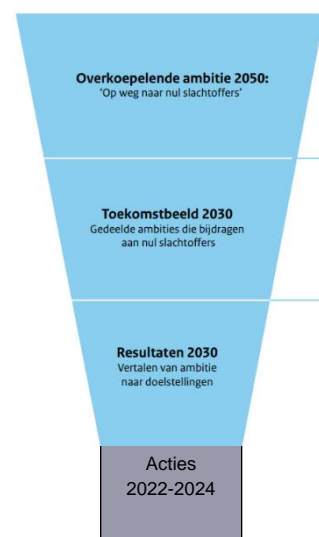 Overkoepelende ambitie 2050:
'Op weg naar nul slachtoffers'
Toekomstbeeld 2030
Gedeelde ambities die bijdragen
aan nul slachtoffers
Resultaten 2030
Vertalen van ambitie
naar doelstellingen
Acties
2022-2024